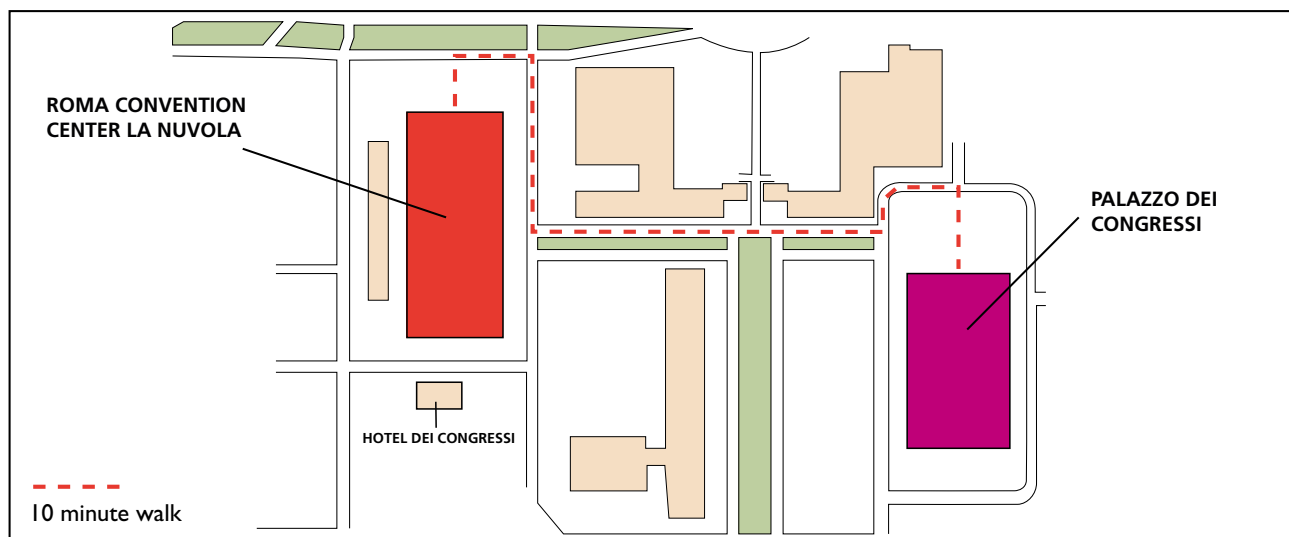 ROMA CONVENTION
CENTER LA NUVOLA
PALAZZO DEI
CONGRESSI
HOTEL DEI CONGRESSI
10 minute walk